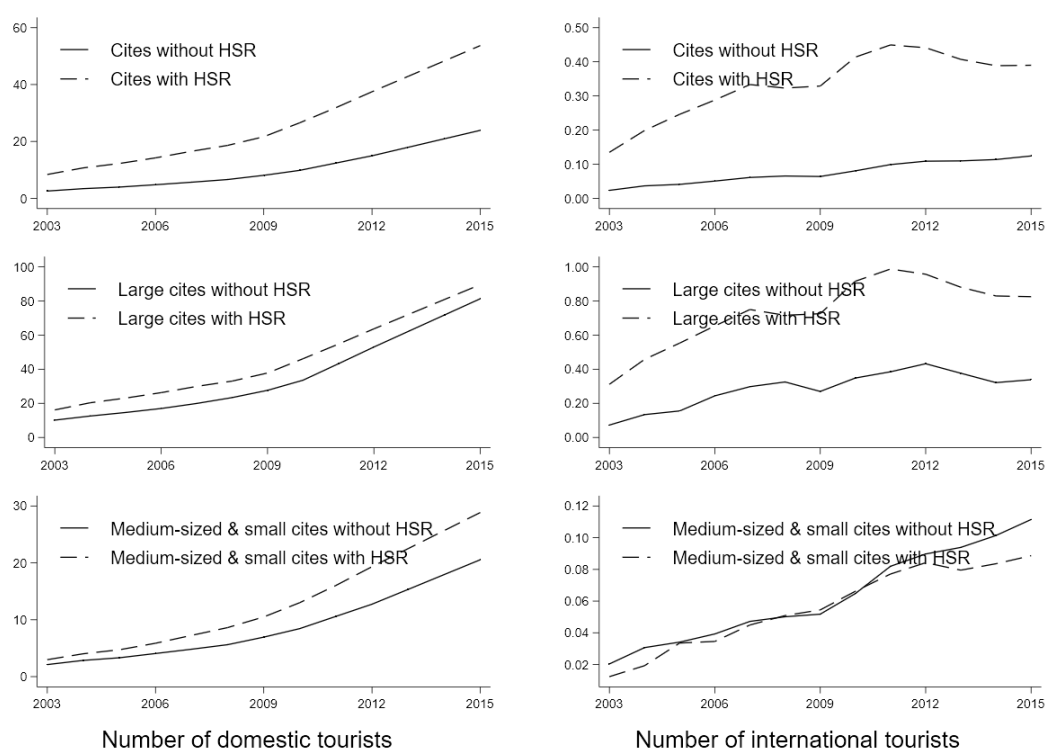 60
40
20
0
Cites without HSR
Cites with HSR
2003 2006 2009 2012 2015
0.50
0.40
0.30
0.20
0.10
0.00
Cites without HSR
Cites with HSR
2003 2006 2009 2012 2015
100
80
60
40
20
0
Large cites without HSR
Large cites with HSR
2003 2006 2009 2012 2015
1.00
0.80
0.60
0.40
0.20
0.00
Large cites without HSR
Large cites with HSR
2003 2006 2009 2012 2015
30
20
10
0
Medium-sized & small cites without HSR
Medium-sized & small cites with HSR
2003 2006 2009 2012 2015
Number of domestic tourists
0.12
0.10
0.08
0.06
0.04
0.02
Medium-sized & small cites without HSR
Medium-sized & small cites with HSR
2003 2006 2009 2012 2015
Number of international tourists